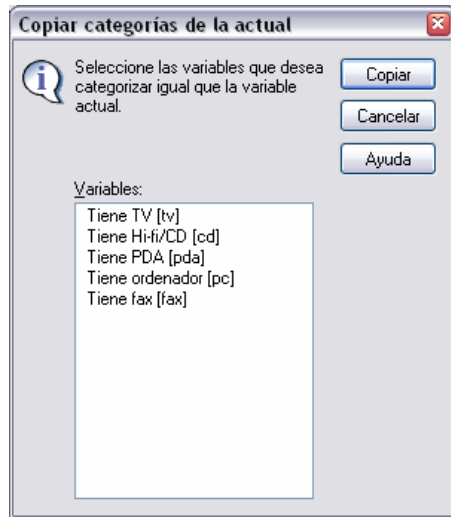 Copiar categorías de la actual
Seleccione las variables que desea
categorizar igual que la variable
actual.
Copiar
Cancelar
Ayuda
Variables:
Tiene TV [tv]
Tiene Hi-fi/CD [cd]
Tiene PDA [pda]
Tiene ordenador [pc]
Tiene fax [fax]